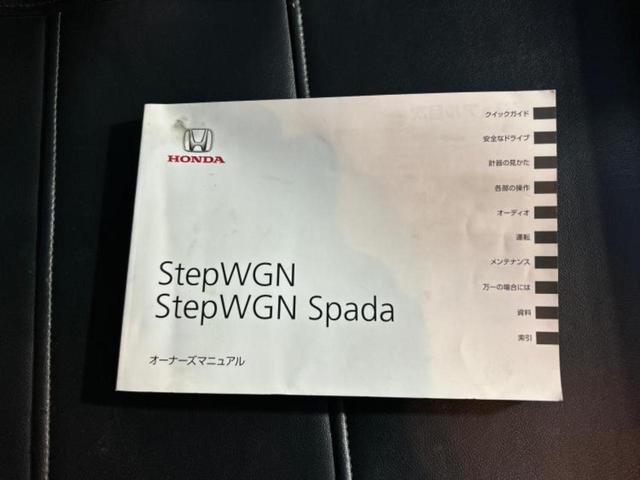 HONDA
StepWGN
StepWGN Spada
オーナーズマニュアル
クイックガイド
安全なドライブ
計器の見かた
各部の操作
オーディオ
運転
メンテナンス
万一の場合には
資料
索引